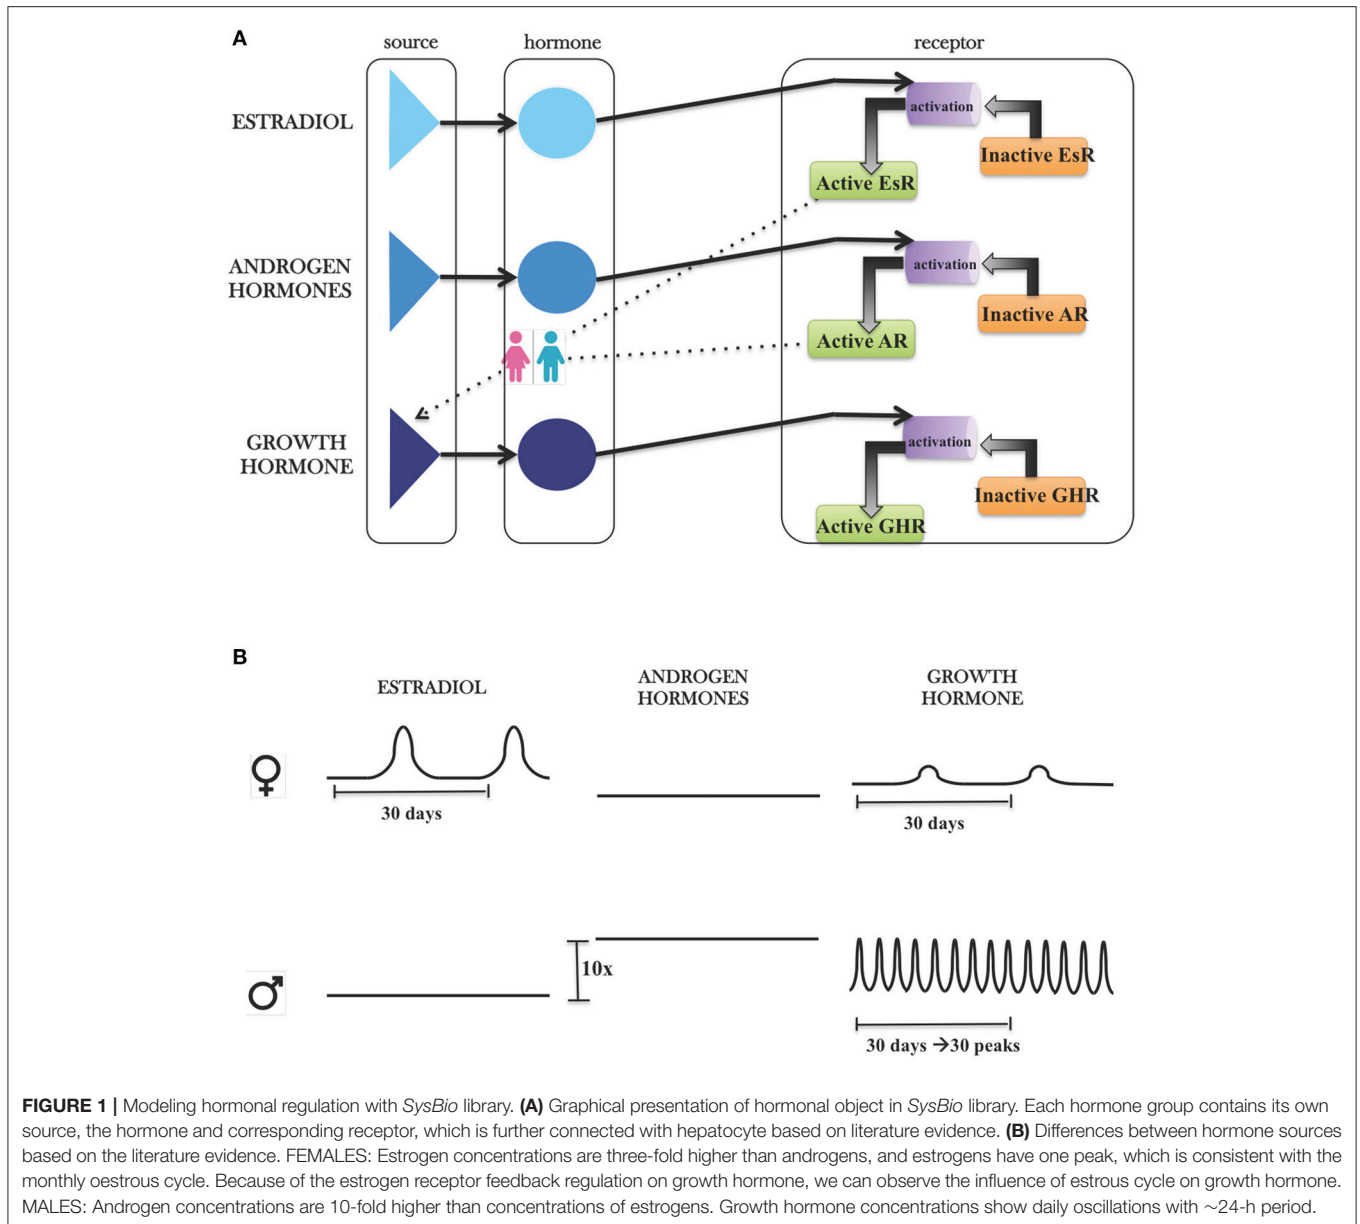 A
source hormone receptor
ESTRADIOL
activation
Inactive EsR
Active EsR
ANDROGEN
HORMONES
activation
Inactive AR
Active AR
GROWTH
HORMONE
activation
Inactive GHR
Active GHR
B
ESTRADIOL
ANDROGEN
HORMONES
GROWTH
HORMONE
♀
30 days
30 days
♂
10x
30 days →30 peaks
FIGURE 1 | Modeling hormonal regulation with SysBio library. (A) Graphical presentation of hormonal object in SysBio library. Each hormone group contains its own
source, the hormone and corresponding receptor, which is further connected with hepatocyte based on literature evidence. (B) Differences between hormone sources
based on the literature evidence. FEMALES: Estrogen concentrations are three-fold higher than androgens, and estrogens have one peak, which is consistent with the
monthly oestrous cycle. Because of the estrogen receptor feedback regulation on growth hormone, we can observe the influence of estrous cycle on growth hormone.
MALES: Androgen concentrations are 10-fold higher than concentrations of estrogens. Growth hormone concentrations show daily oscillations with ∼24-h period.